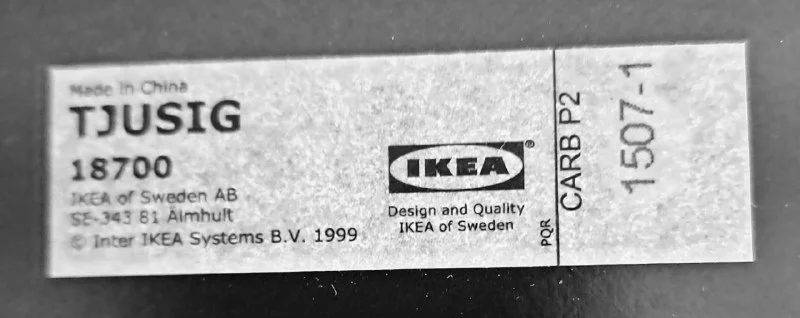 Made in China
TJUSIG
18700
IKEA of Sweden AB
SE-343 81 Älmhult
© Inter IKEA Systems B.V. 1999
IKEA®
Design and Quality
IKEA of Sweden
PQR
CARB P2
1507-1